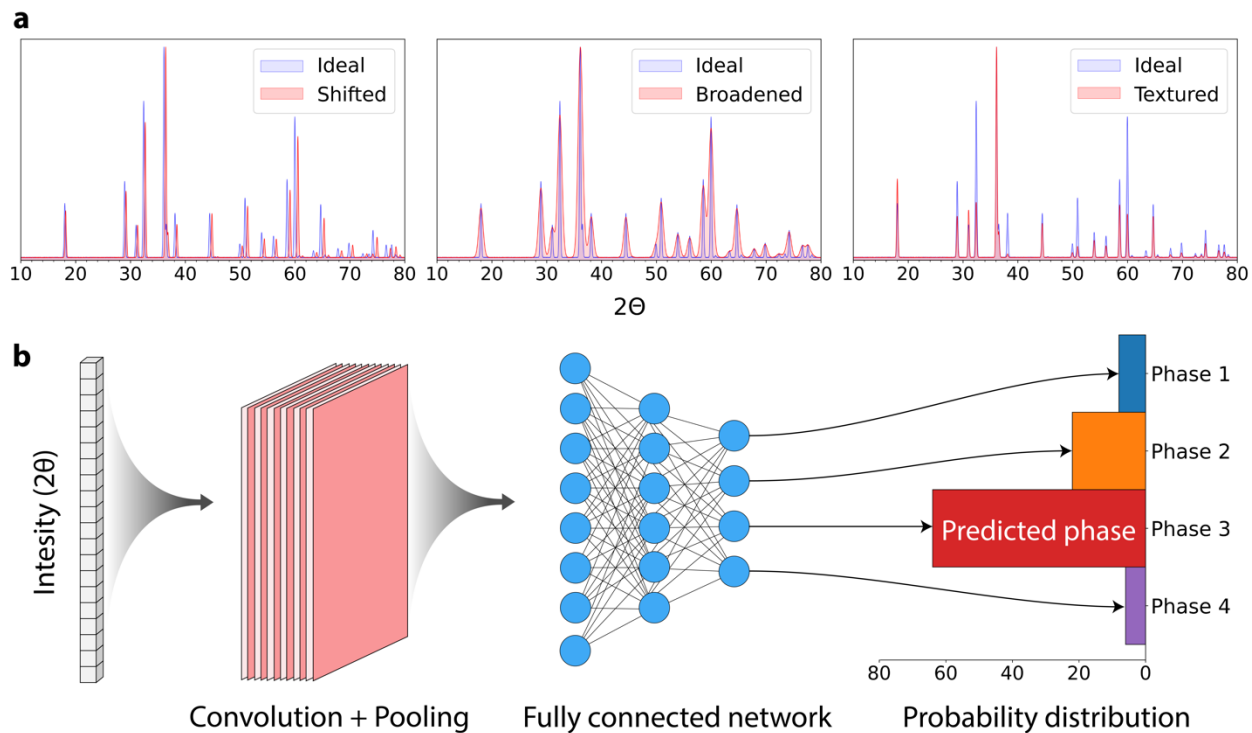 a
Ideal
Shifted
Ideal
Broadened
Ideal
Textured
10 20 30 40 50 60 70 80
10 20 30 40 50 60 70 80
10 20 30 40 50 60 70 80
2Θ
b
Intesity (2θ)
Phase 1
Phase 2
Predicted phase
Phase 3
Phase 4
80 60 40 20 0
Convolution + Pooling
Fully connected network
Probability distribution